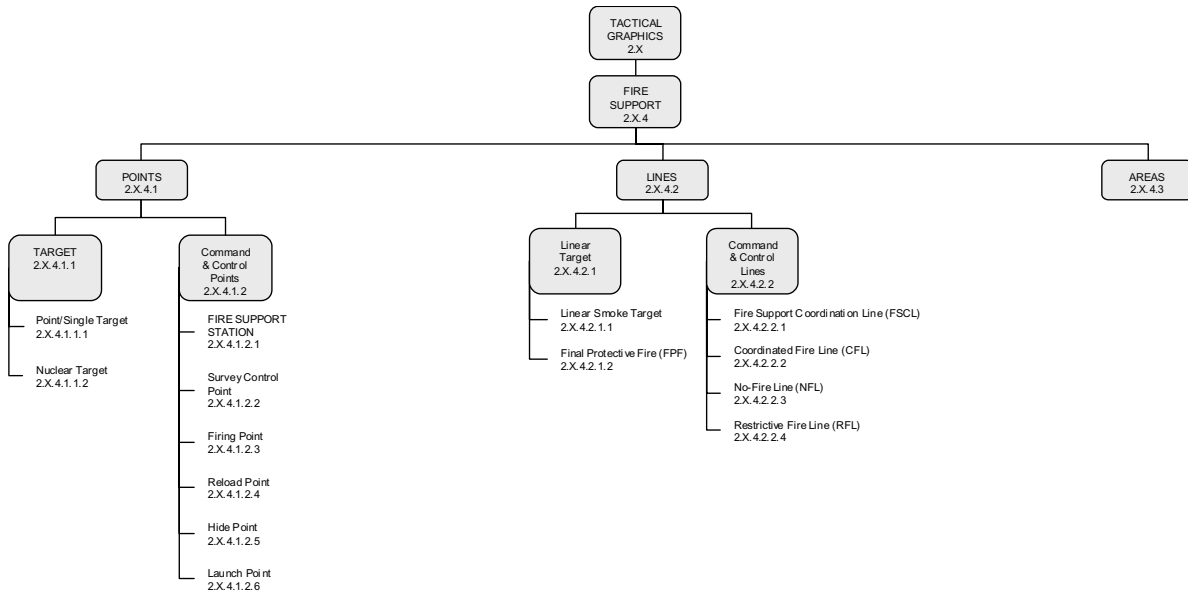 TACTICAL
GRAPHICS
2.X
FIRE
SUPPORT
2.X.4
POINTS
2.X.4.1
LINES
2.X.4.2
AREAS
2.X.4.3
TARGET
2.X.4.1.1
Point/Single Target
2.X.4.1.1.1
Nuclear Target
2.X.4.1.1.2
Command
& Control
Points
2.X.4.1.2
FIRE SUPPORT
STATION
2.X.4.1.2.1
Survey Control
Point
2.X.4.1.2.2
Firing Point
2.X.4.1.2.3
Reload Point
2.X.4.1.2.4
Hide Point
2.X.4.1.2.5
Launch Point
2.X.4.1.2.6
Linear
Target
2.X.4.2.1
Linear Smoke Target
2.X.4.2.1.1
Final Protective Fire (FPF)
2.X.4.2.1.2
Command
& Control
Lines
2.X.4.2.2
Fire Support Coordination Line (FSCL)
2.X.4.2.2.1
Coordinated Fire Line (CFL)
2.X.4.2.2.2
No-Fire Line (NFL)
2.X.4.2.2.3
Restrictive Fire Line (RFL)
2.X.4.2.2.4